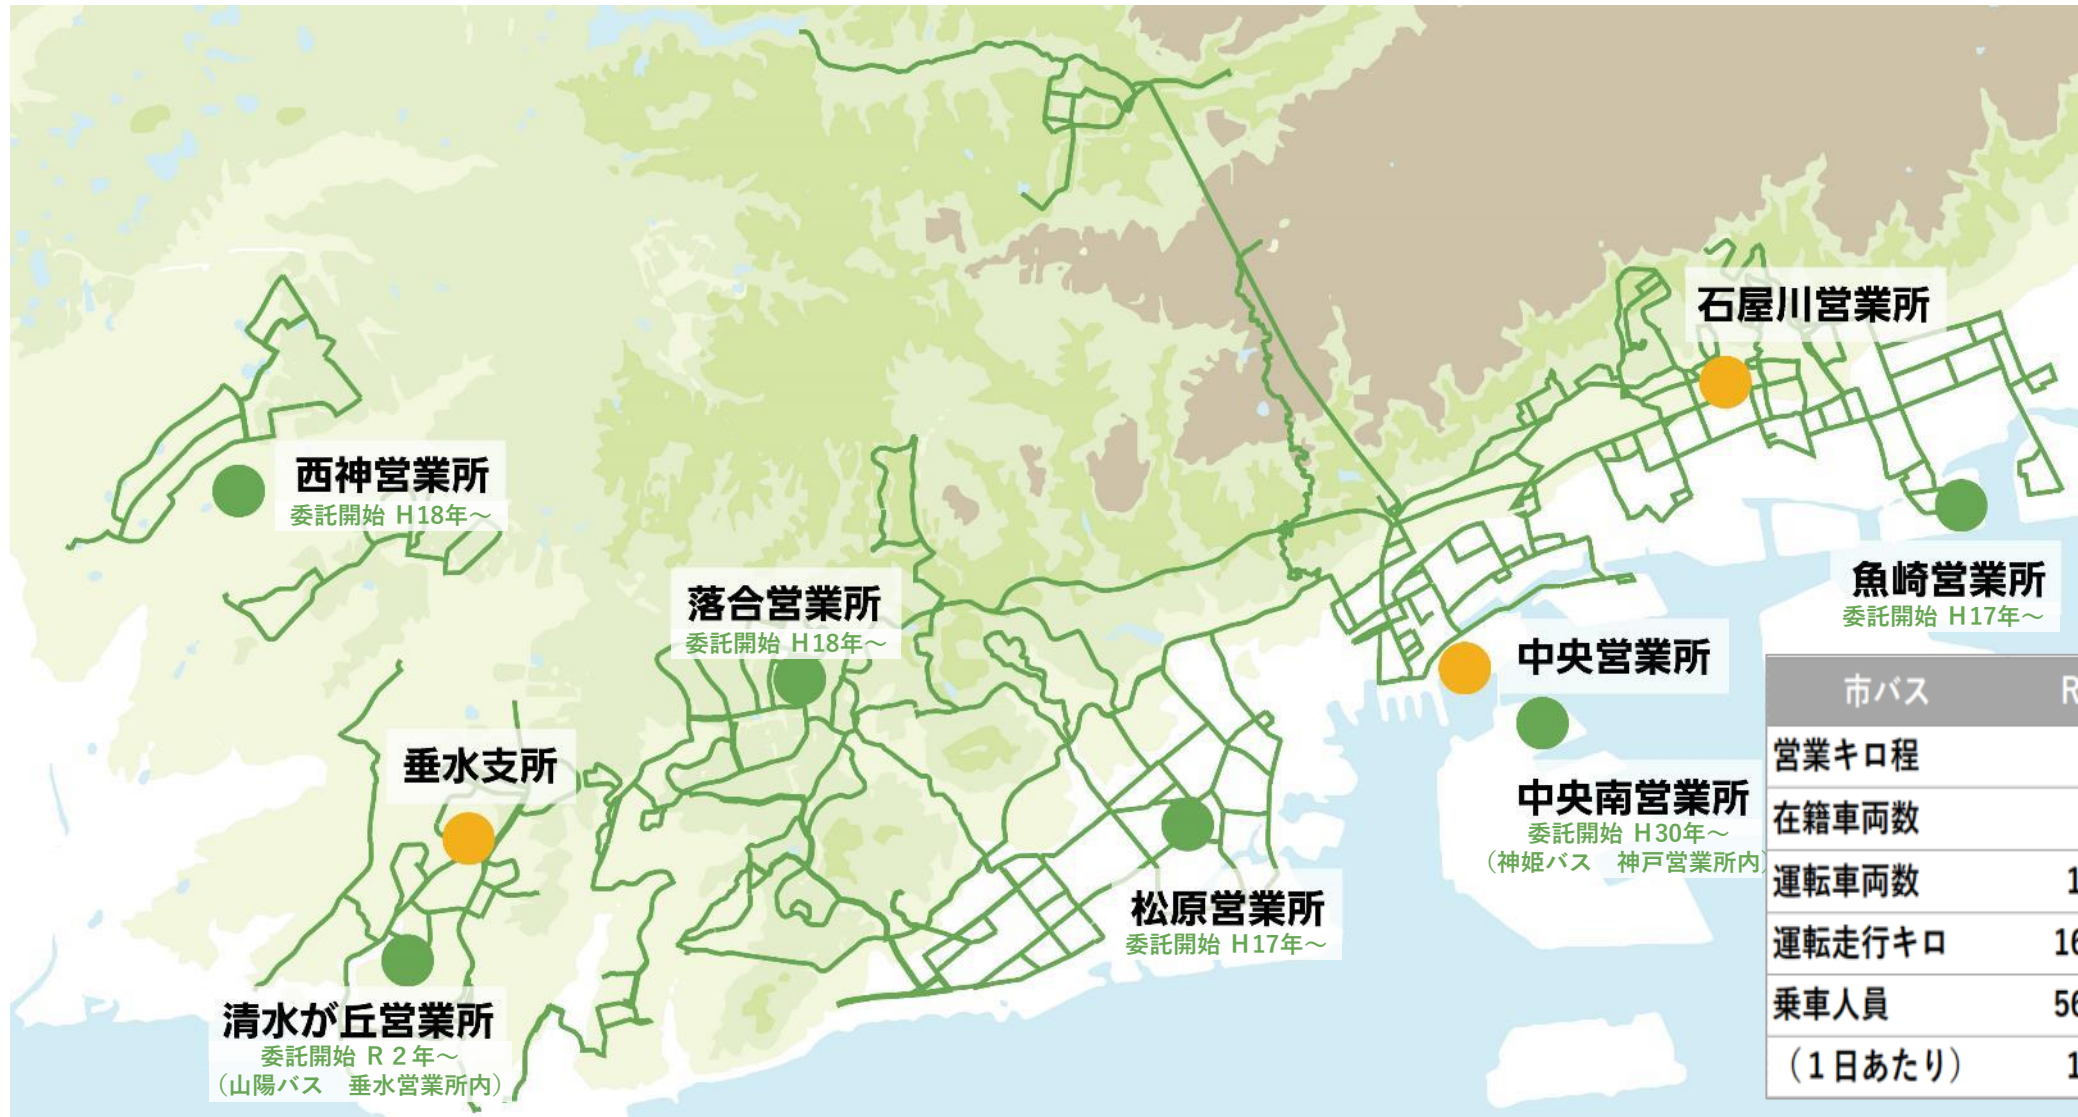 石屋川営業所
西神営業所
委託開始 H18年～
魚崎営業所
委託開始 H17年～
落合営業所
委託開始 H18年～
中央営業所
垂水支所
中央南営業所
委託開始 H30年～
（神姫バス　神戸営業所内）
松原営業所
委託開始 H17年～
清水が丘営業所
委託開始 R２年～
（山陽バス　垂水営業所内）
市バス R
営業キロ程
在籍車両数
運転車両数 1
運転走行キロ 16
乗車人員 56
（１日あたり） 1